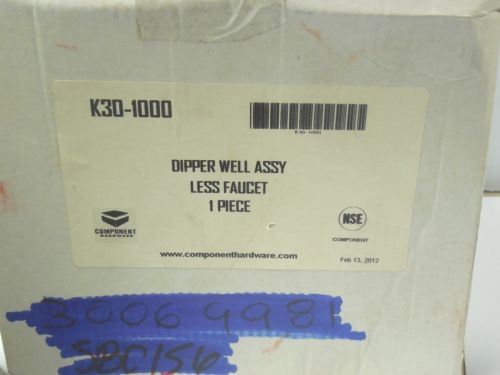 K30-1000
K30-1000
DIPPER WELL ASSY
LESS FAUCET
1 PIECE
COMPONENT
HARDWARE
NSF
COMPONENT
www.componenthardware.com
Feb 13, 2012
30069981
SBC156